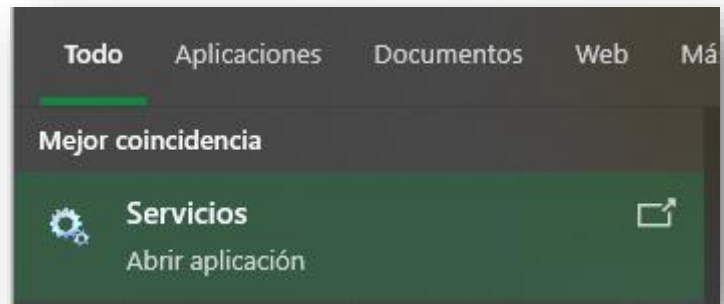 Todo Aplicaciones Documentos Web Má
Mejor coincidencia
Servicios
Abrir aplicación